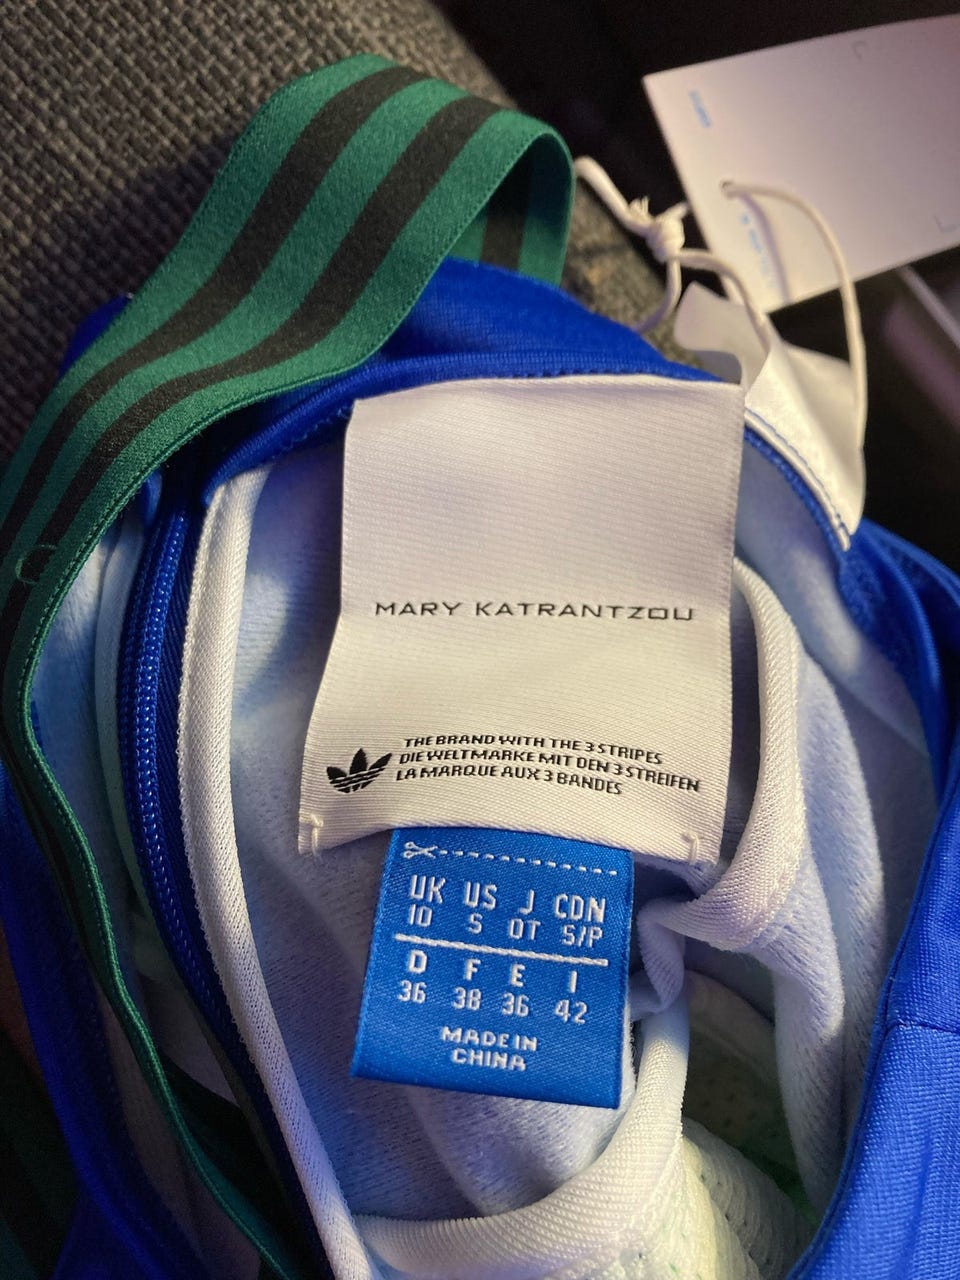 MARY KATRANTZOU
THE BRAND WITH THE 3 STRIPES
DIE WELTMARKE MIT DEN 3 STREIFEN
LA MARQUE AUX 3 BANDES
UK US J CDN
10 S OT S/P
D F E I
36 38 36 42
MADE IN
CHINA